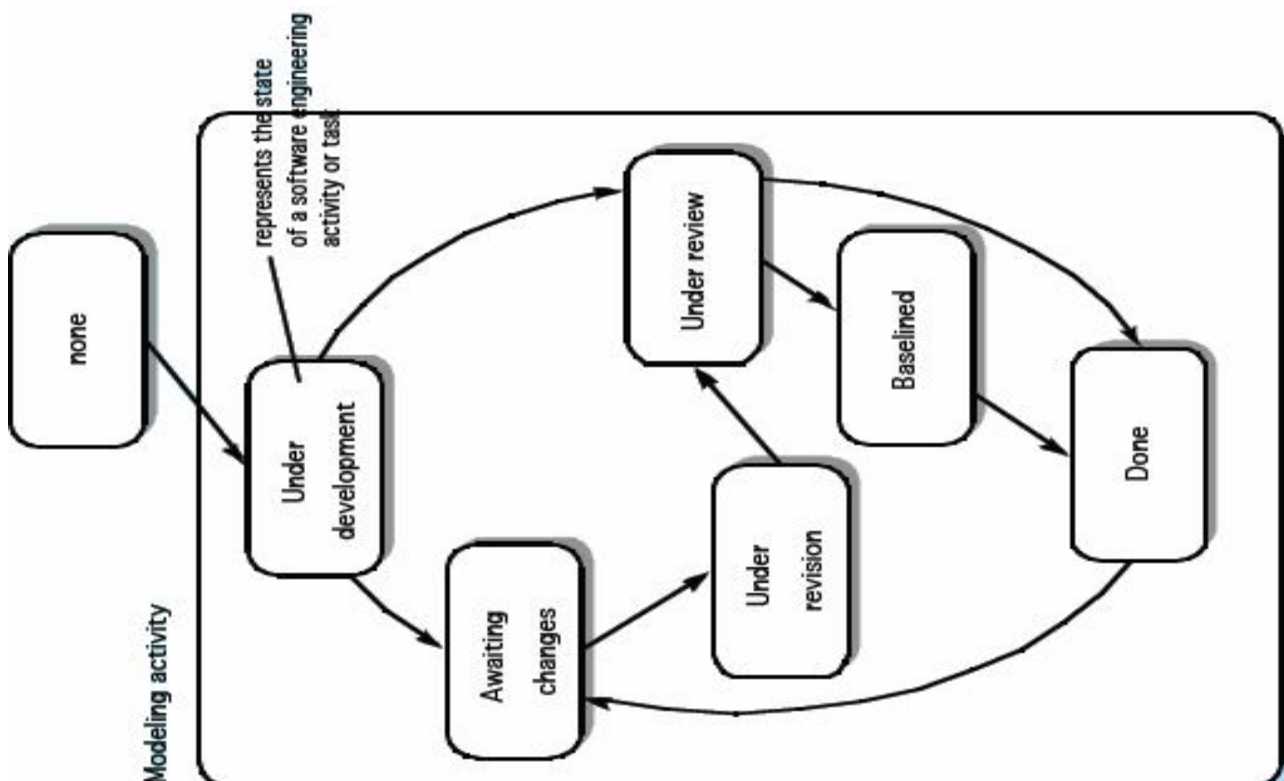 Modeling activity
none
represents the state
of a software engineering
activity or task
Under
development
Awaiting
changes
Under review
Under
revision
Baselined
Done